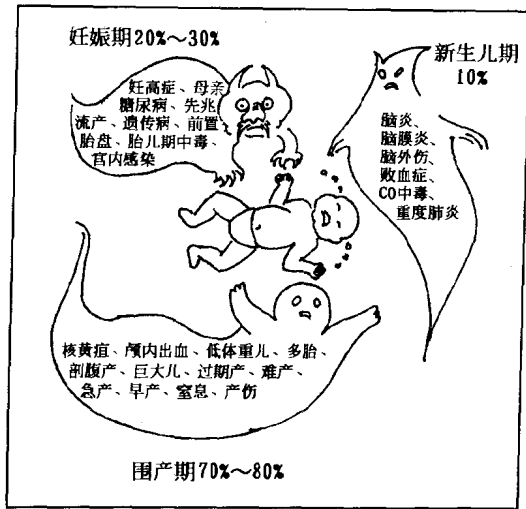 妊娠期20%～30%
妊高症、母亲
糖尿病、先兆
流产、遗传病、前置
胎盘、胎儿期中毒、
宫内感染
新生儿期
10%
脑炎、
脑膜炎、
脑外伤、
败血症、
CO中毒、
重度肺炎
核黄疸、颅内出血、低体重儿、多胎、
剖腹产、巨大儿、过期产、难产、
急产、早产、窒息、产伤
围产期70%～80%